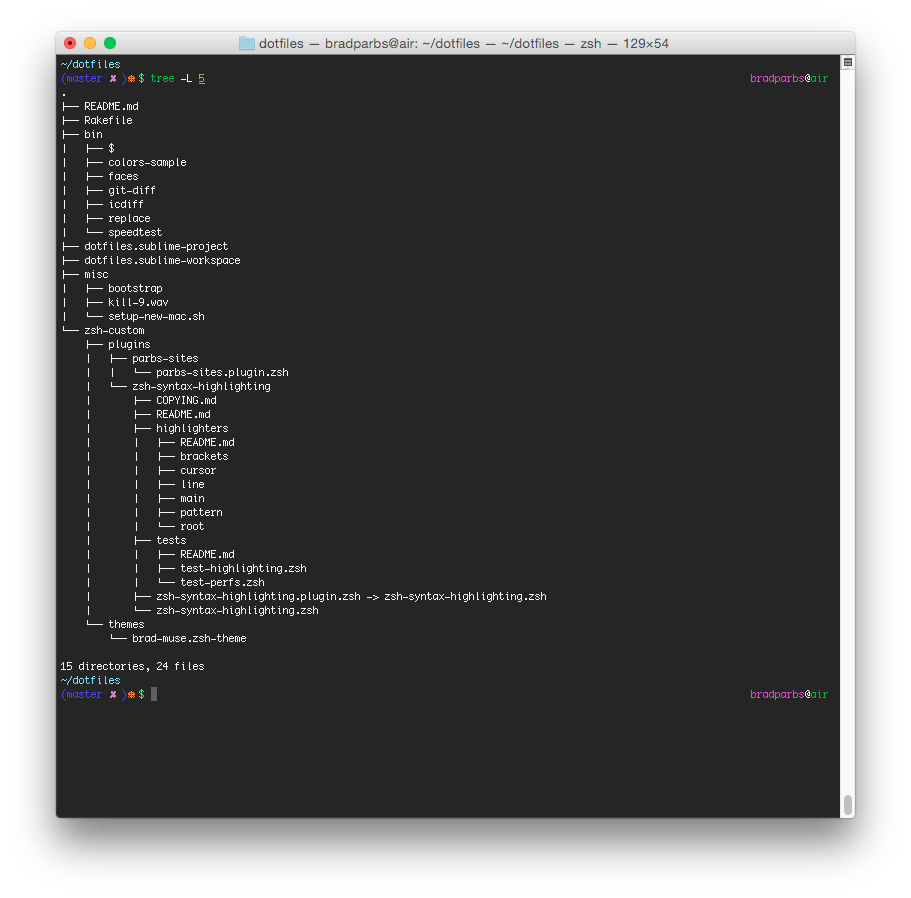 dotfiles — bradparbs@air: ~/dotfiles — ~/dotfiles — zsh — 129×54
~/dotfiles
(master ✘ )❁ $ tree -L 5 bradparbs@air
.
├── README.md
├── Rakefile
├── bin
│   ├── $
│   ├── colors-sample
│   ├── faces
│   ├── git-diff
│   ├── icdiff
│   ├── replace
│   └── speedtest
├── dotfiles.sublime-project
├── dotfiles.sublime-workspace
├── misc
│   ├── bootstrap
│   ├── kill-9.wav
│   └── setup-new-mac.sh
└── zsh-custom
    ├── plugins
    │   ├── parbs-sites
    │   │   └── parbs-sites.plugin.zsh
    │   └── zsh-syntax-highlighting
    │       ├── COPYING.md
    │       ├── README.md
    │       ├── highlighters
    │       │   ├── README.md
    │       │   ├── brackets
    │       │   ├── cursor
    │       │   ├── line
    │       │   ├── main
    │       │   ├── pattern
    │       │   └── root
    │       ├── tests
    │       │   ├── README.md
    │       │   ├── test-highlighting.zsh
    │       │   └── test-perfs.zsh
    │       ├── zsh-syntax-highlighting.plugin.zsh -> zsh-syntax-highlighting.zsh
    │       └── zsh-syntax-highlighting.zsh
    └── themes
        └── brad-muse.zsh-theme
15 directories, 24 files
~/dotfiles
(master ✘ )❁ $ bradparbs@air